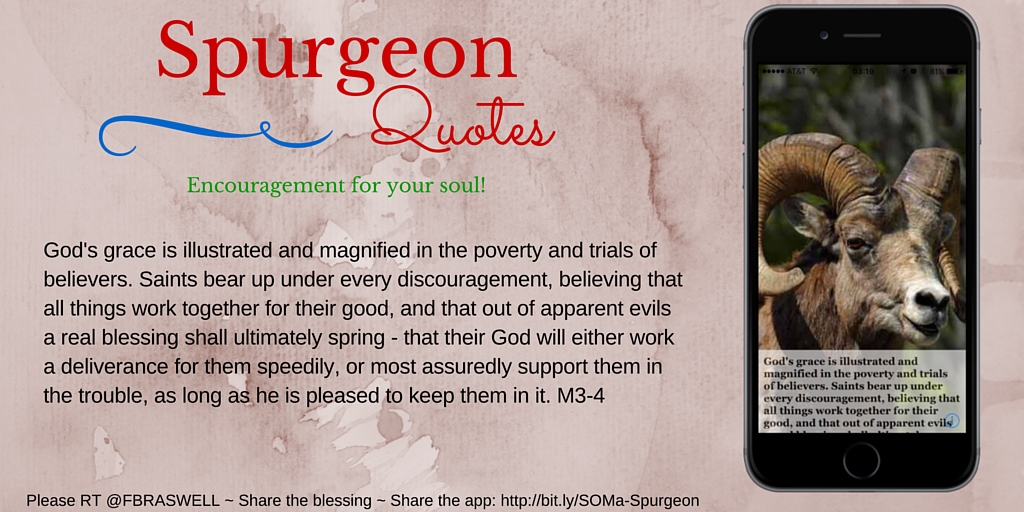 Spurgeon
Quotes
Encouragement for your soul!
God's grace is illustrated and magnified in the poverty and trials of
believers. Saints bear up under every discouragement, believing that
all things work together for their good, and that out of apparent evils
a real blessing shall ultimately spring - that their God will either work
a deliverance for them speedily, or most assuredly support them in
the trouble, as long as he is pleased to keep them in it. M3-4
Please RT @FBRASWELL ~ Share the blessing ~ Share the app: http://bit.ly/SOMa-Spurgeon
AT&T
God's grace is illustrated and
magnified in the poverty and trials
of believers. Saints bear up under
every discouragement, believing that
all things work together for their
good, and that out of apparent evils